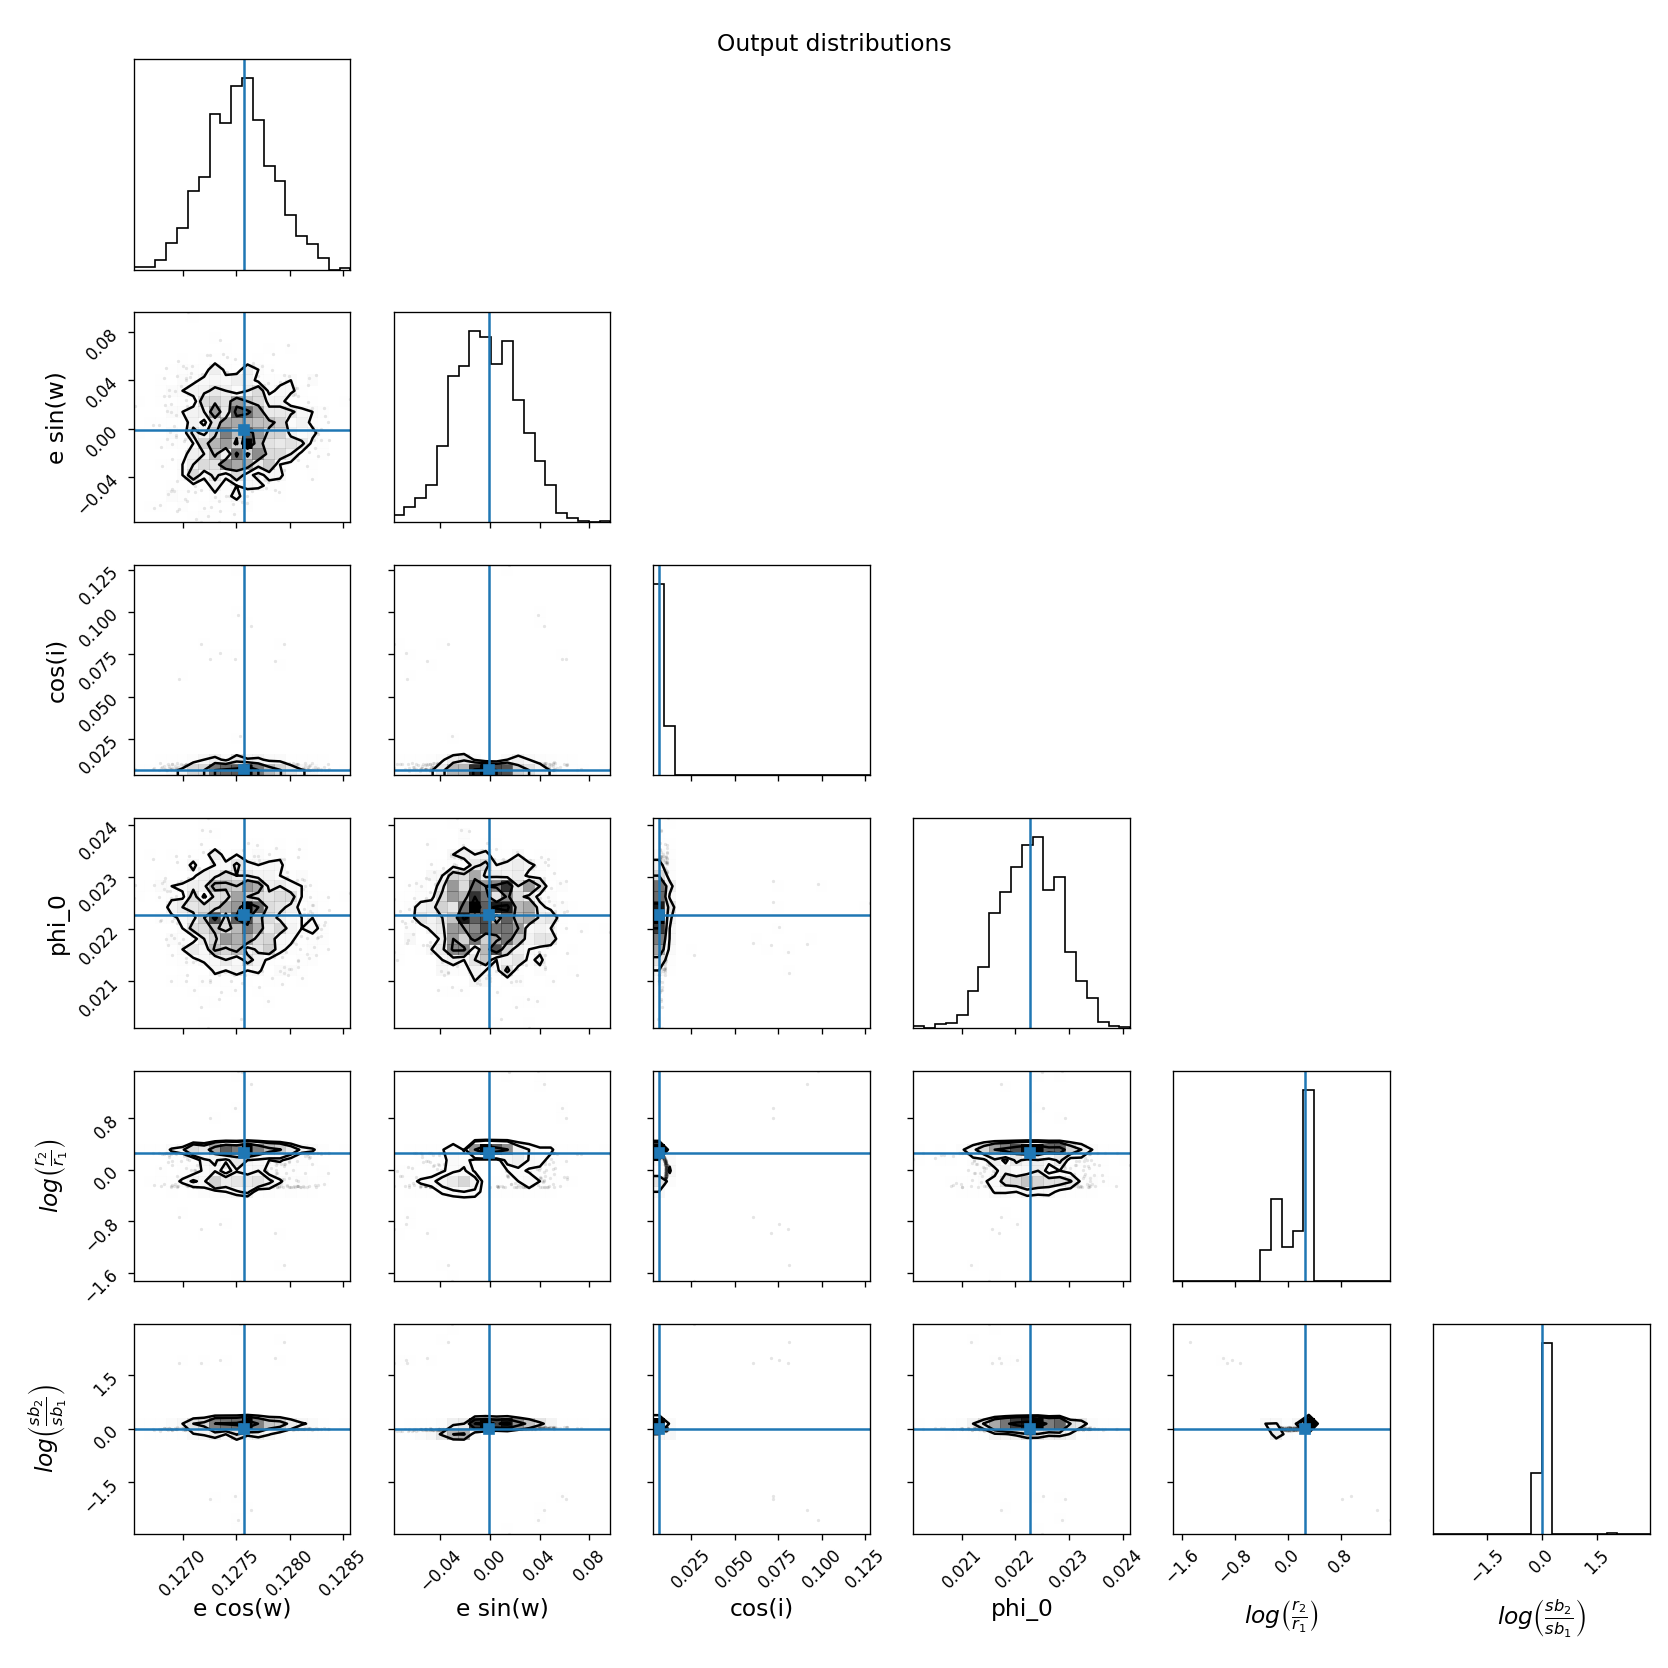 Output distributions
e sin(w)
0.08
0.04
0.00
−0.04
cos(i)
0.125
0.100
0.075
0.050
0.025
phi_0
0.024
0.023
0.022
0.021
log(r₂/r₁)
0.8
0.0
−0.8
−1.6
log(sb₂/sb₁)
1.5
0.0
−1.5
0.1270 0.1275 0.1280 0.1285
e cos(w)
−0.04 0.00 0.04 0.08
e sin(w)
0.025 0.050 0.075 0.100 0.125
cos(i)
0.021 0.022 0.023 0.024
phi_0
−1.6 −0.8 0.0 0.8
log(r₂/r₁)
−1.5 0.0 1.5
log(sb₂/sb₁)